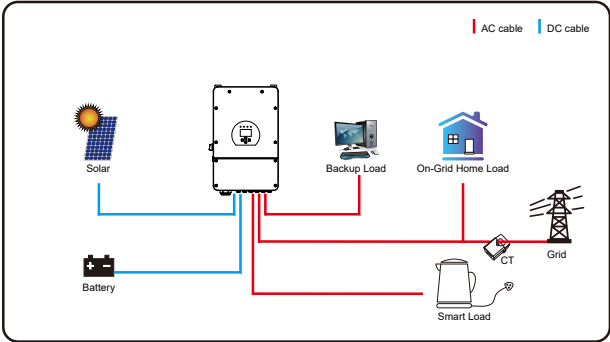 AC cable
DC cable
Solar
Backup Load
On-Grid Home Load
CT
Grid
Battery
Smart Load